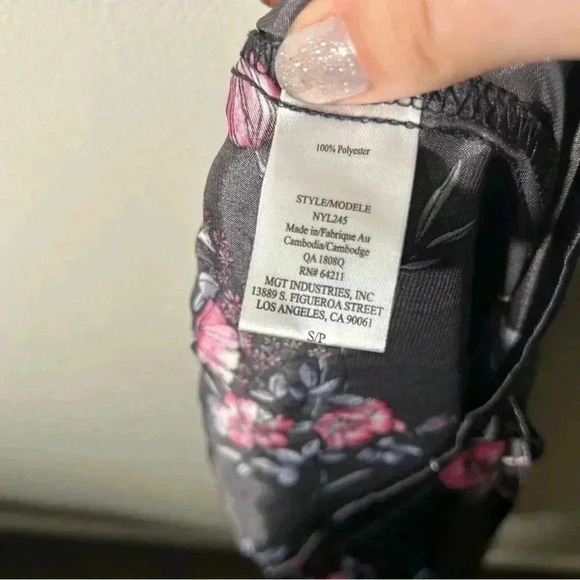 100% Polyester
STYLE/MODELE
NYL245
Made in/Fabrique Au
Cambodia/Cambodge
QA 1808Q
RN# 64211
MGT INDUSTRIES, INC
13889 S. FIGUEROA STREET
LOS ANGELES, CA 90061
S/P